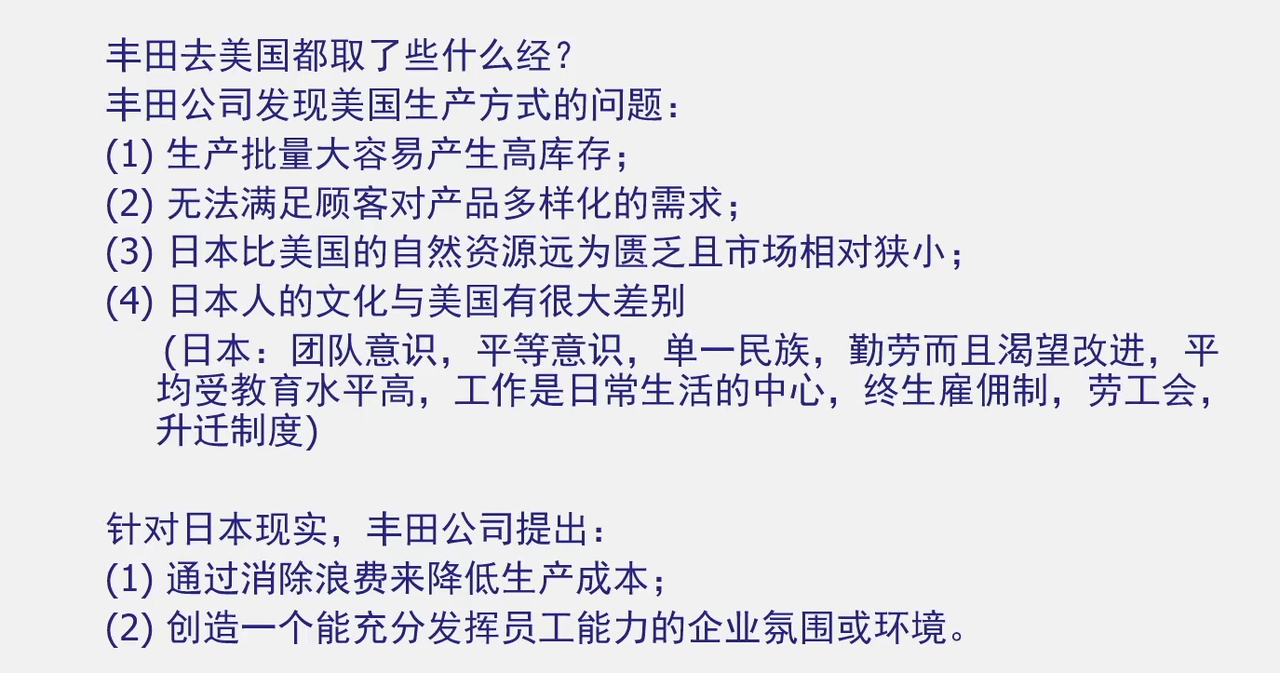 丰田去美国都取了些什么经？
丰田公司发现美国生产方式的问题：
(1) 生产批量大容易产生高库存；
(2) 无法满足顾客对产品多样化的需求；
(3) 日本比美国的自然资源远为匮乏且市场相对狭小；
(4) 日本人的文化与美国有很大差别
(日本：团队意识，平等意识，单一民族，勤劳而且渴望改进，平
均受教育水平高，工作是日常生活的中心，终生雇佣制，劳工会，
升迁制度)
针对日本现实，丰田公司提出：
(1) 通过消除浪费来降低生产成本；
(2) 创造一个能充分发挥员工能力的企业氛围或环境。